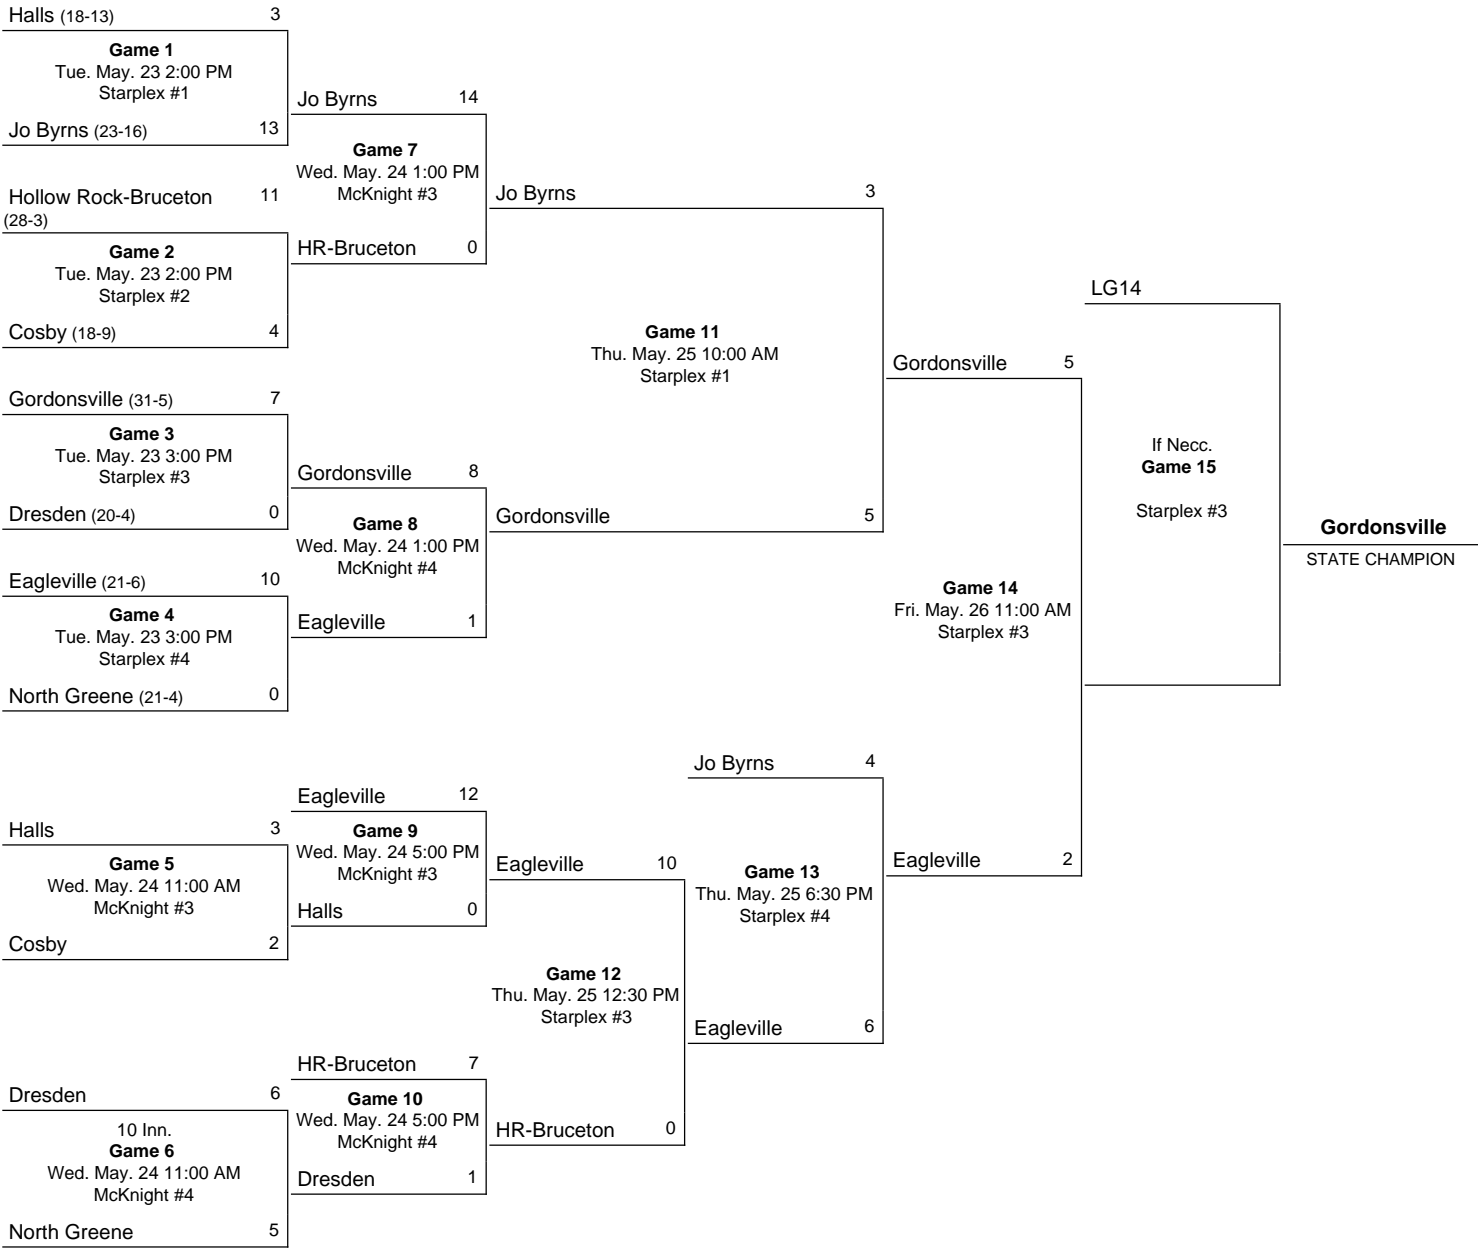 Halls (18-13) 3
Game 1
Tue. May. 23 2:00 PM
Starplex #1
Jo Byrns (23-16) 13
Hollow Rock-Bruceton 11
(28-3)
Game 2
Tue. May. 23 2:00 PM
Starplex #2
Cosby (18-9) 4
Gordonsville (31-5) 7
Game 3
Tue. May. 23 3:00 PM
Starplex #3
Dresden (20-4) 0
Eagleville (21-6) 10
Game 4
Tue. May. 23 3:00 PM
Starplex #4
North Greene (21-4) 0
Halls 3
Game 5
Wed. May. 24 11:00 AM
McKnight #3
Cosby 2
Dresden 6
10 Inn.
Game 6
Wed. May. 24 11:00 AM
McKnight #4
North Greene 5
Jo Byrns 14
Game 7
Wed. May. 24 1:00 PM
McKnight #3
HR-Bruceton 0
Gordonsville 8
Game 8
Wed. May. 24 1:00 PM
McKnight #4
Eagleville 1
Eagleville 12
Game 9
Wed. May. 24 5:00 PM
McKnight #3
Halls 0
HR-Bruceton 7
Game 10
Wed. May. 24 5:00 PM
McKnight #4
Dresden 1
Jo Byrns 3
Game 11
Thu. May. 25 10:00 AM
Starplex #1
Gordonsville 5
Eagleville 10
Game 12
Thu. May. 25 12:30 PM
Starplex #3
HR-Bruceton 0
Jo Byrns 4
Game 13
Thu. May. 25 6:30 PM
Starplex #4
Eagleville 6
Gordonsville 5
Game 14
Fri. May. 26 11:00 AM
Starplex #3
Eagleville 2
LG14
If Necc.
Game 15
Starplex #3
Gordonsville
STATE CHAMPION